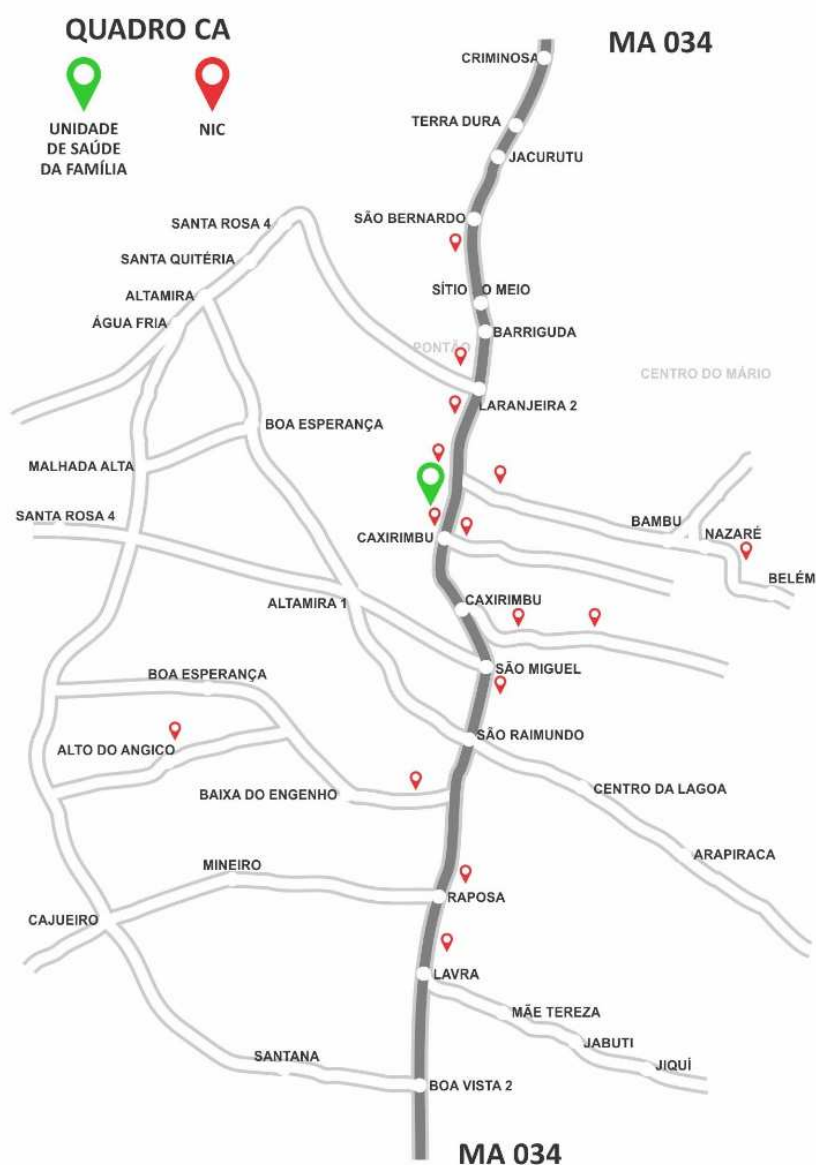 QUADRO CA
MA 034
UNIDADE
DE SAÚDE
DA FAMÍLIA
NIC
CRIMINOSA
TERRA DURA
JACURUTU
SÃO BERNARDO
SANTA ROSA 4
SANTA QUITÉRIA
ALTAMIRA
SÍTIO DO MEIO
ÁGUA FRIA
BARRIGUDA
PONTÃO
CENTRO DO MÁRIO
LARANJEIRA 2
BOA ESPERANÇA
MALHADA ALTA
SANTA ROSA 4
BAMBU
NAZARÉ
CAXIRIMBU
BELÉM
ALTAMIRA 1
CAXIRIMBU
BOA ESPERANÇA
SÃO MIGUEL
ALTO DO ANGICO
SÃO RAIMUNDO
BAIXA DO ENGENHO
CENTRO DA LAGOA
ARAPIRACA
MINEIRO
RAPOSA
CAJUEIRO
LAVRA
MÃE TEREZA
JABUTI
SANTANA
JIQUÍ
BOA VISTA 2
MA 034